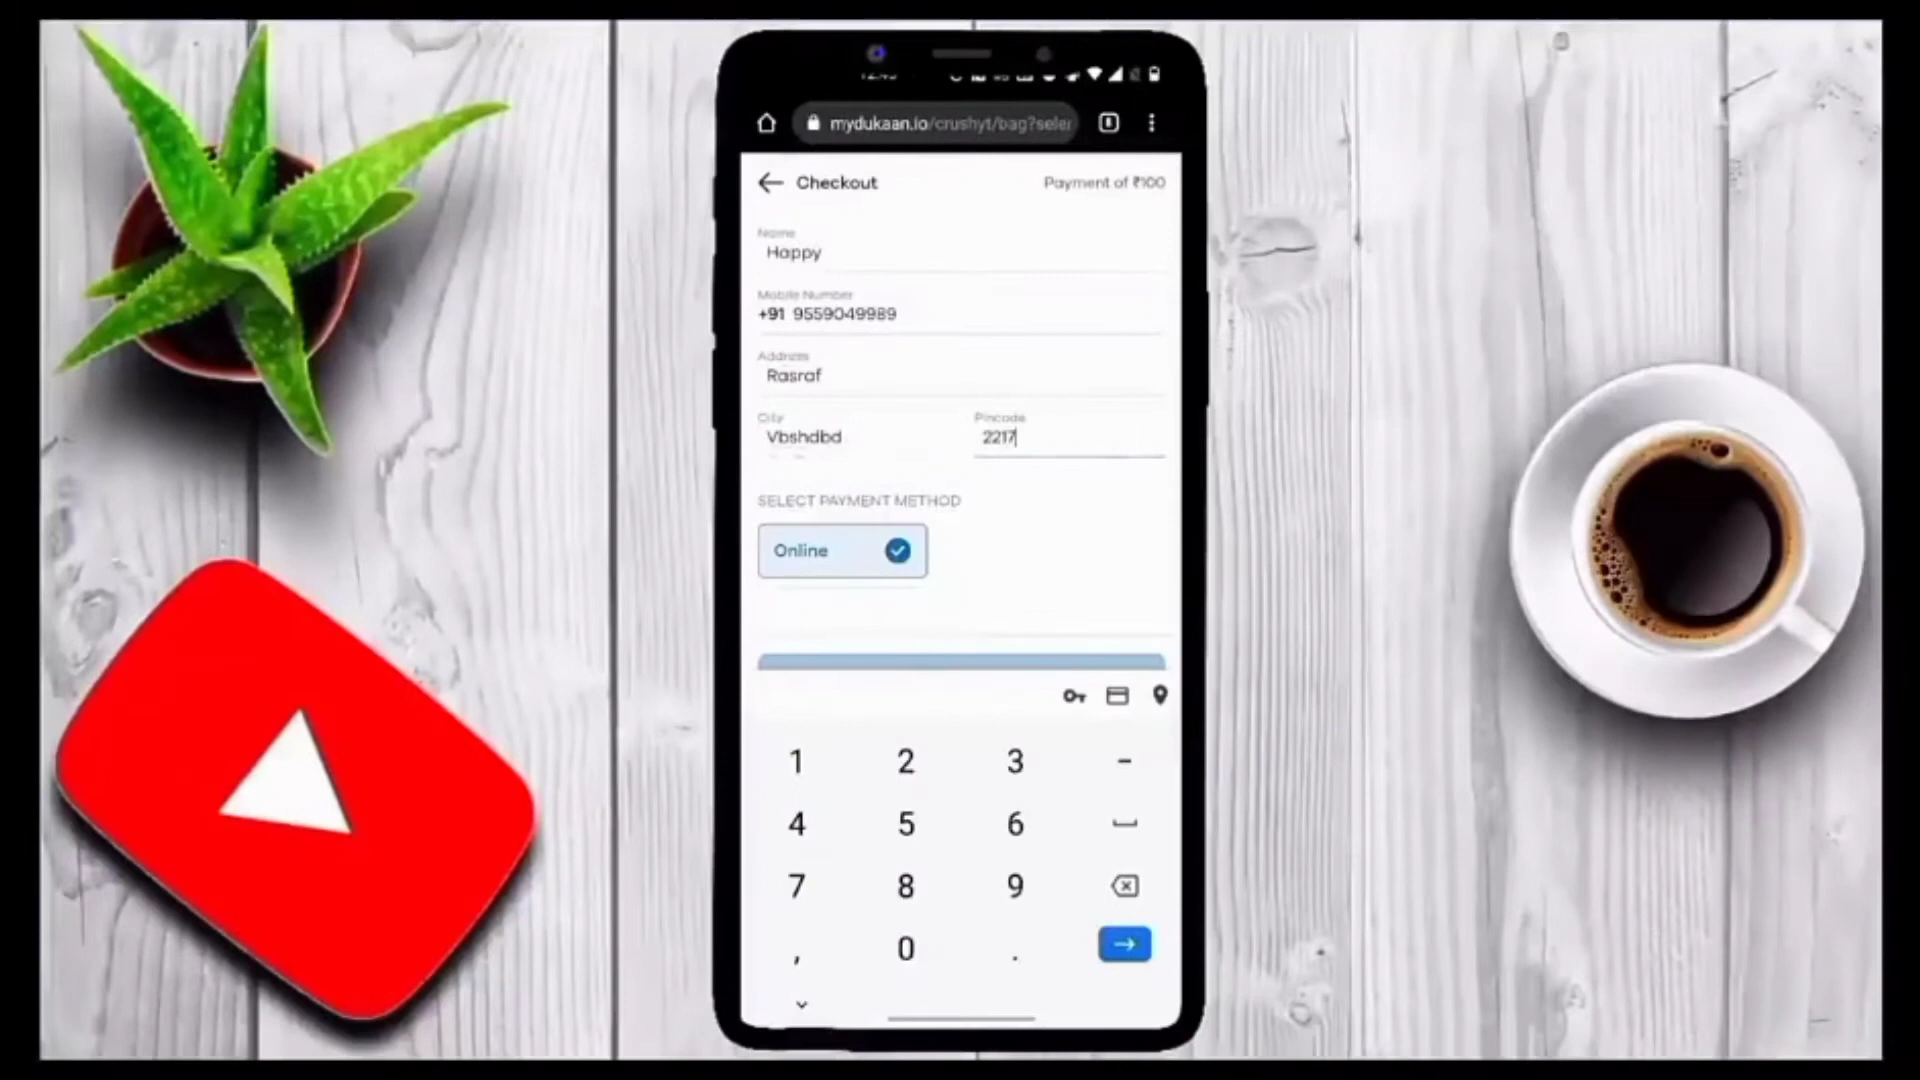 mydukaan.io/crushyt/bag?sele
Checkout
Payment of ₹100
Name
Happy
Mobile Number
+91 9559049989
Address
Rasraf
City
Vbshdbd
Pincode
2217
SELECT PAYMENT METHOD
Online
1 2 3 -
4 5 6
7 8 9
, 0 .